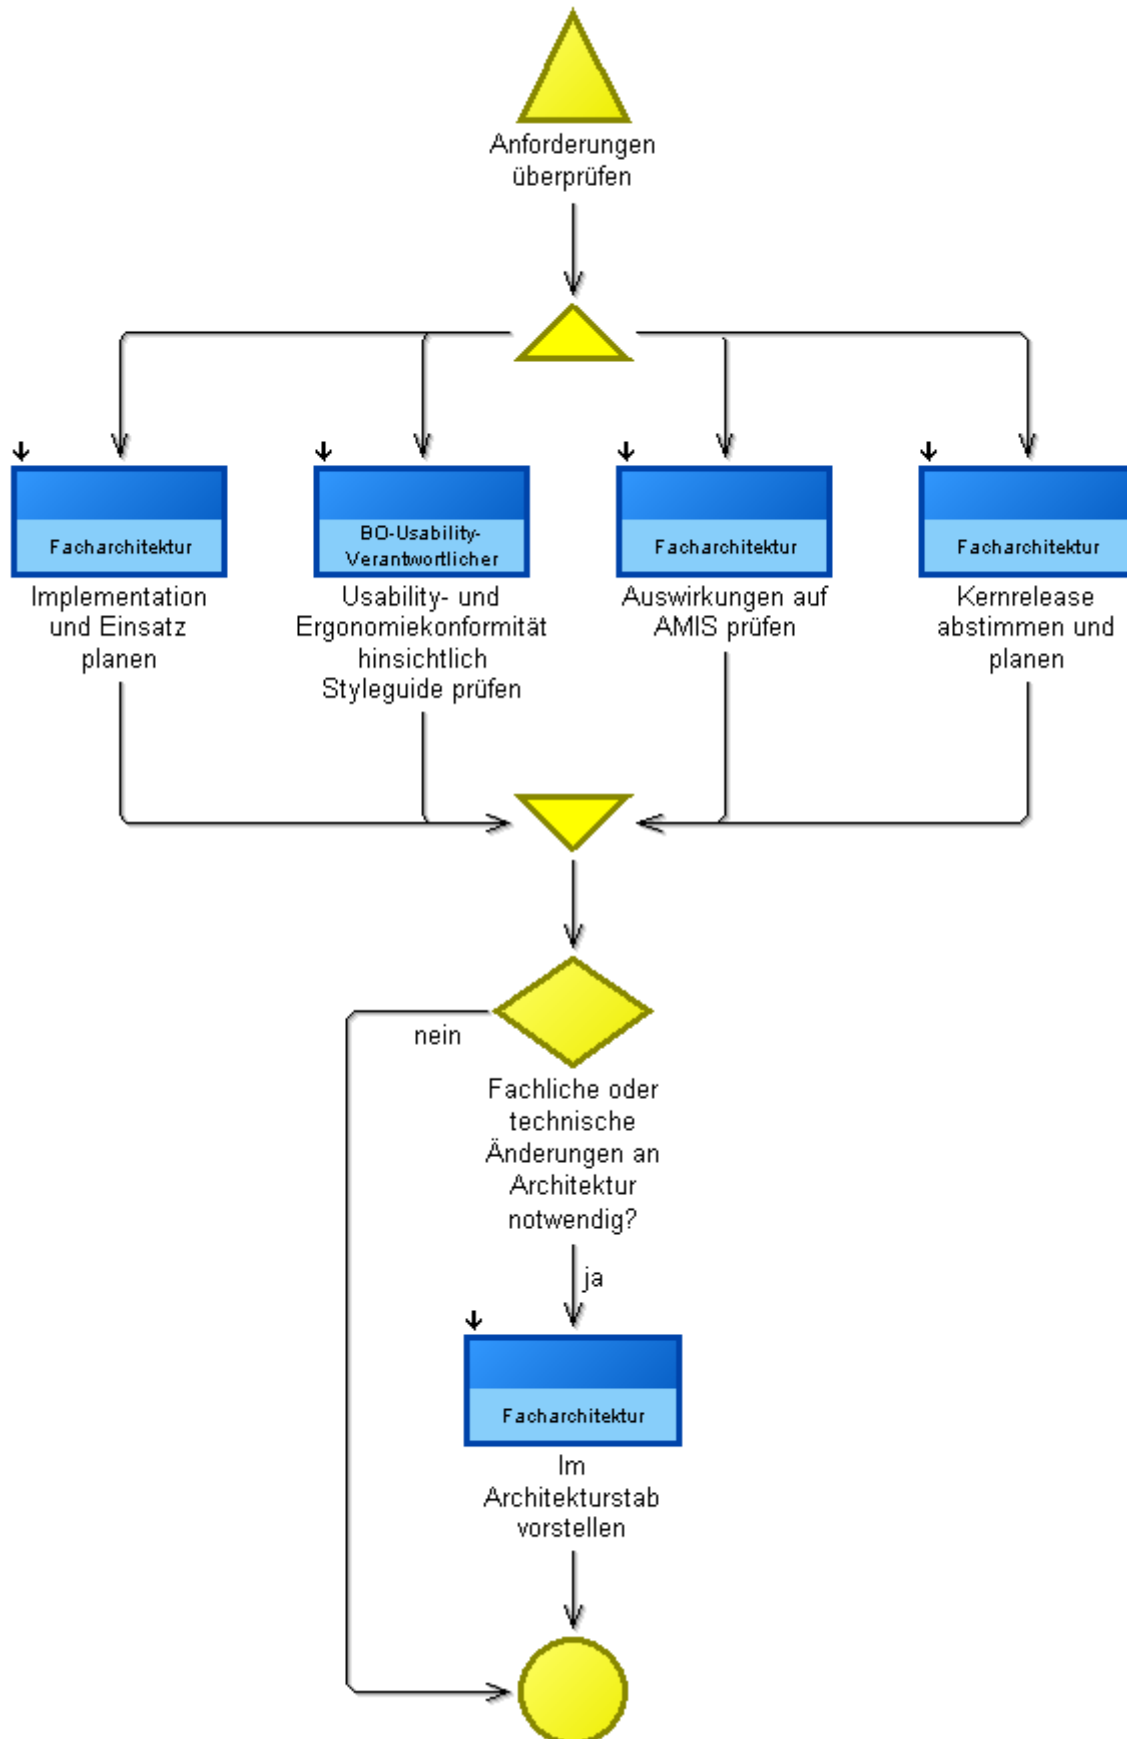 Anforderungen
überprüfen
Facharchitektur
Implementation
und Einsatz
planen
BO-Usability-
Verantwortlicher
Usability- und
Ergonomiekonformität
hinsichtlich
Styleguide prüfen
Facharchitektur
Auswirkungen auf
AMIS prüfen
Facharchitektur
Kernrelease
abstimmen und
planen
nein
Fachliche oder
technische
Änderungen an
Architektur
notwendig?
ja
Facharchitektur
Im
Architekturstab
vorstellen